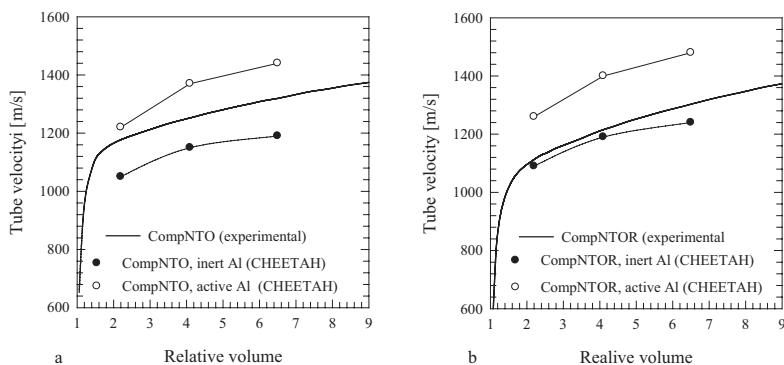 1600
1400
1200
1000
800
600
Tube velocityi [m/s]
CompNTO (experimental)
CompNTO, inert Al (CHEETAH)
CompNTO, active Al (CHEETAH)
1 2 3 4 5 6 7 8 9
a Relative volume
1600
1400
1200
1000
800
600
Tube velocity [m/s]
CompNTOR (experimental
CompNTOR, inert Al (CHEETAH)
CompNTOR, active Al (CHEETAH)
1 2 3 4 5 6 7 8 9
b Realive volume